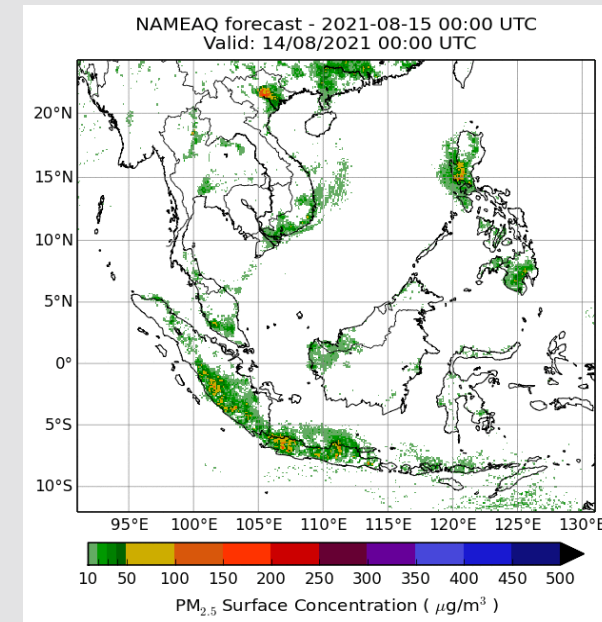 NAMEAQ forecast - 2021-08-15 00:00 UTC
Valid: 14/08/2021 00:00 UTC
20°N
15°N
10°N
5°N
0°
5°S
10°S
95°E 100°E 105°E 110°E 115°E 120°E 125°E 130°E
10 50 100 150 200 250 300 350 400 450 500
PM₂.₅ Surface Concentration ( μg/m³ )